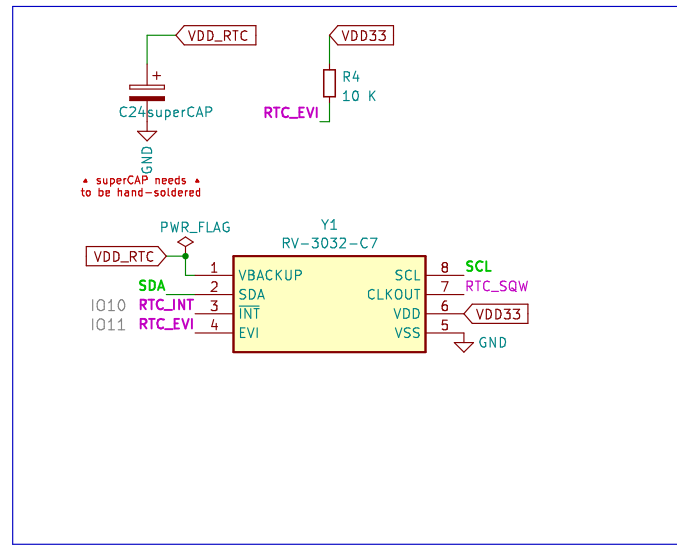 VDD_RTC
VDD33
+
R4
10 K
C24superCAP
RTC_EVI
GND
* superCAP needs *
to be hand-soldered
PWR_FLAG
Y1
RV-3032-C7
VDD_RTC
1 VBACKUP SCL 8 SCL
SDA 2 SDA CLKOUT 7 RTC_SQW
IO10 RTC_INT 3 INT VDD 6 VDD33
IO11 RTC_EVI 4 EVI VSS 5 GND